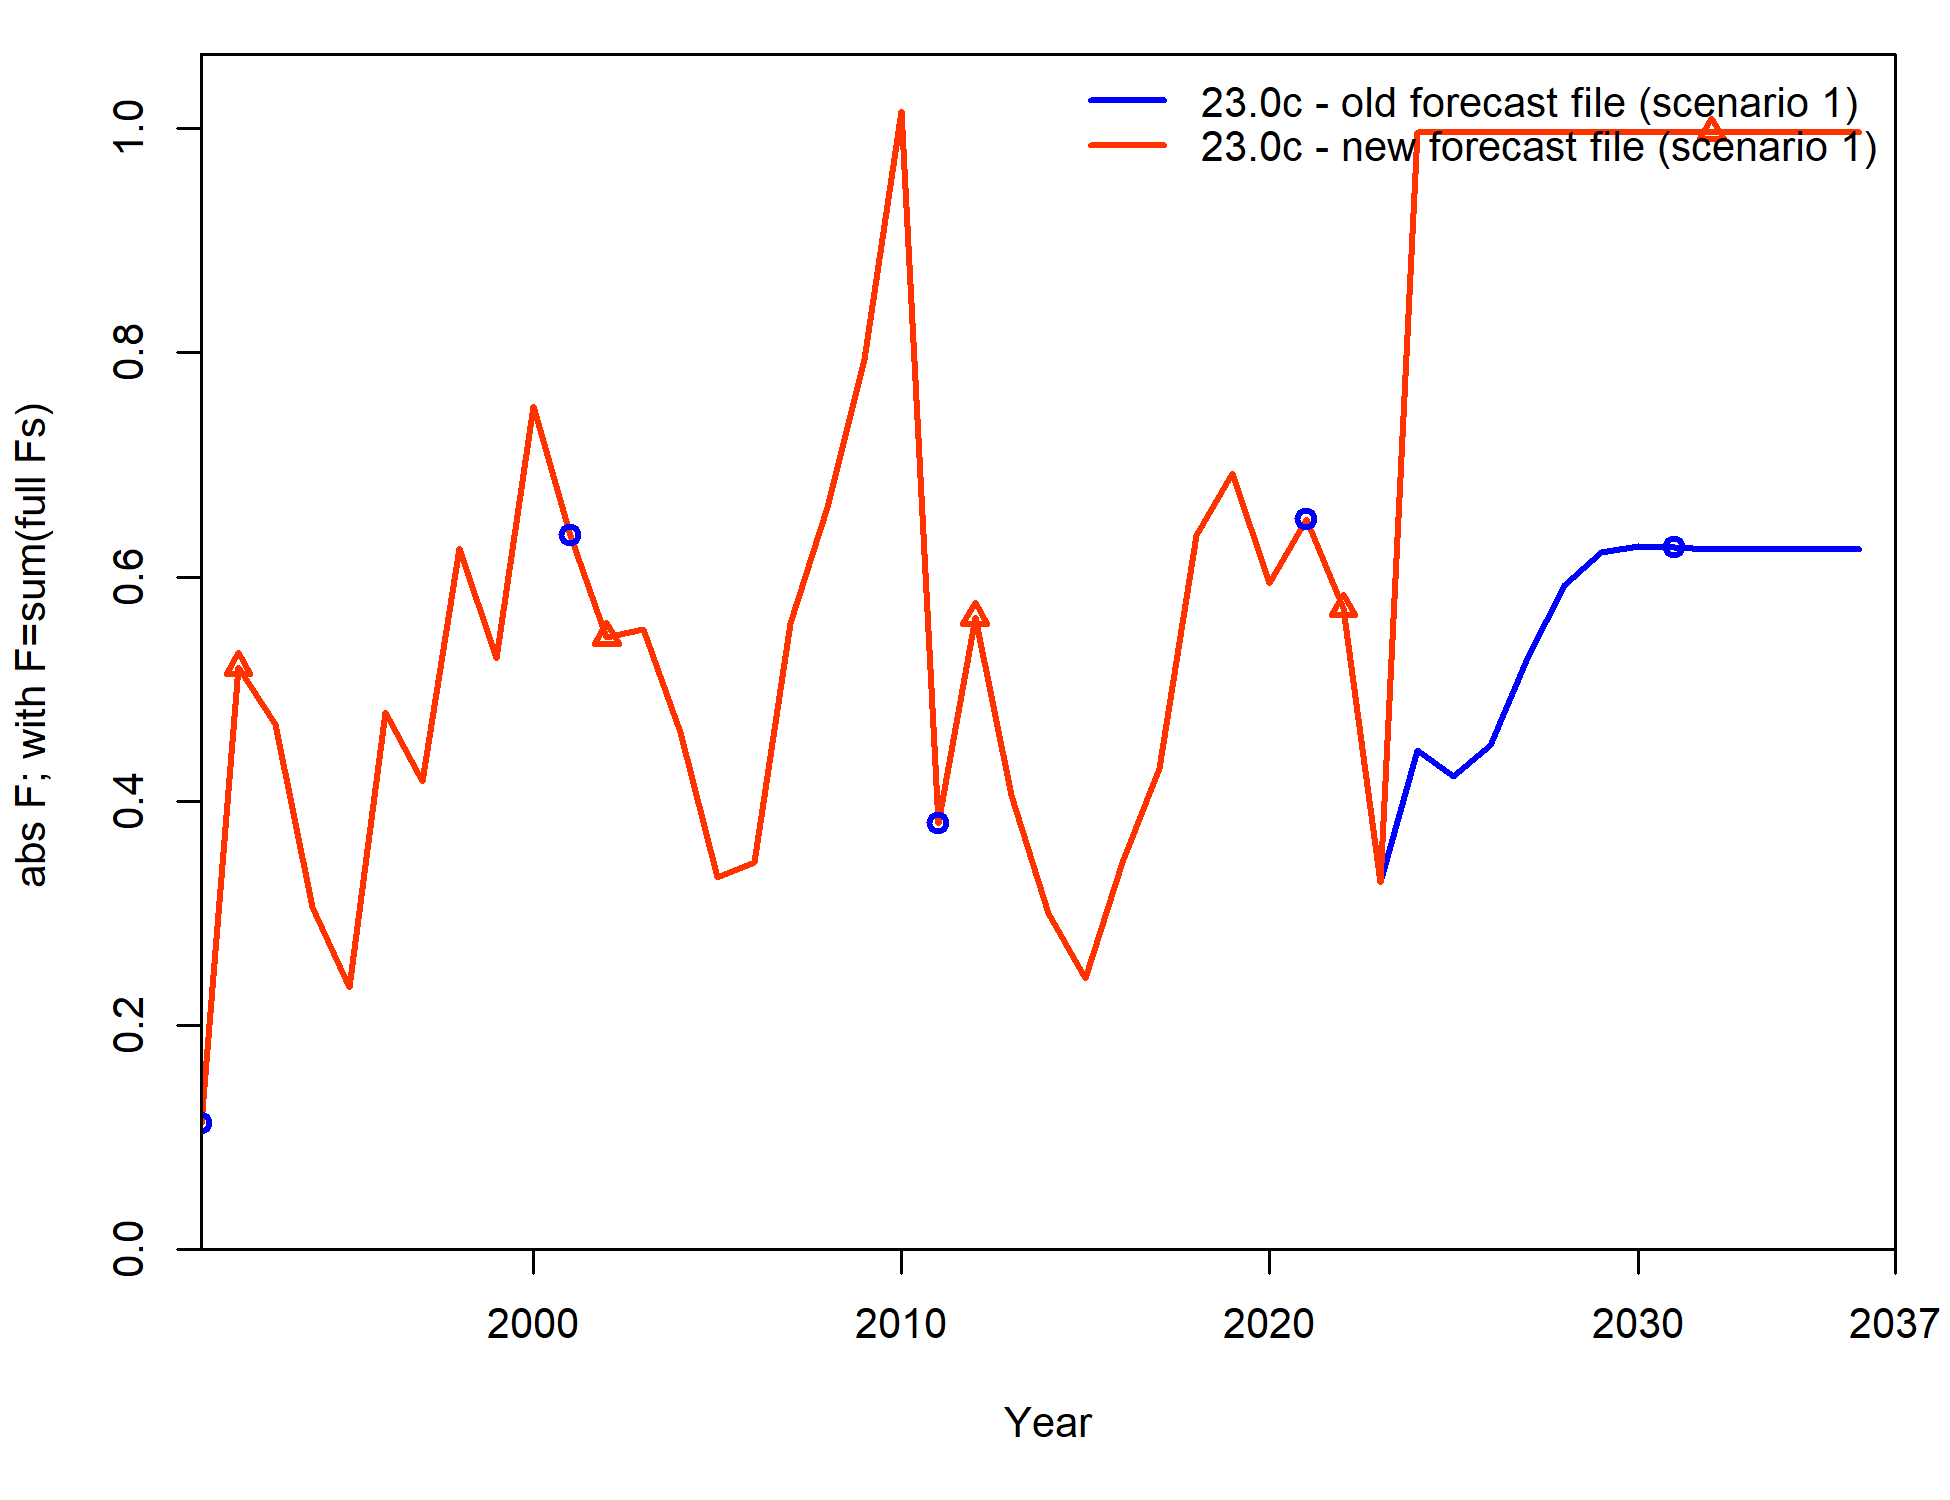 23.0c - old forecast file (scenario 1)
23.0c - new forecast file (scenario 1)
abs F; with F=sum(full Fs)
1.0
0.8
0.6
0.4
0.2
0.0
2000 2010 2020 2030 2037
Year